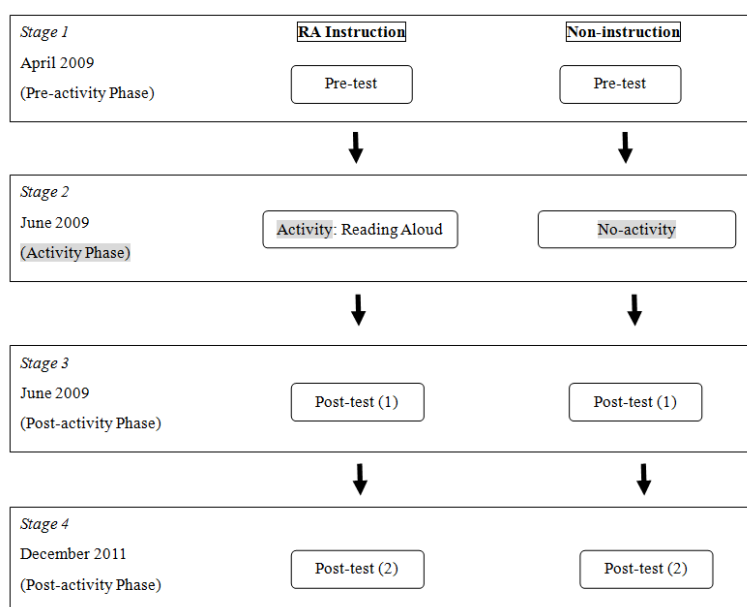 Stage 1
RA Instruction
Non-instruction
April 2009
(Pre-activity Phase)
Pre-test
Pre-test
Stage 2
June 2009
(Activity Phase)
Activity: Reading Aloud
No-activity
Stage 3
June 2009
(Post-activity Phase)
Post-test (1)
Post-test (1)
Stage 4
December 2011
(Post-activity Phase)
Post-test (2)
Post-test (2)